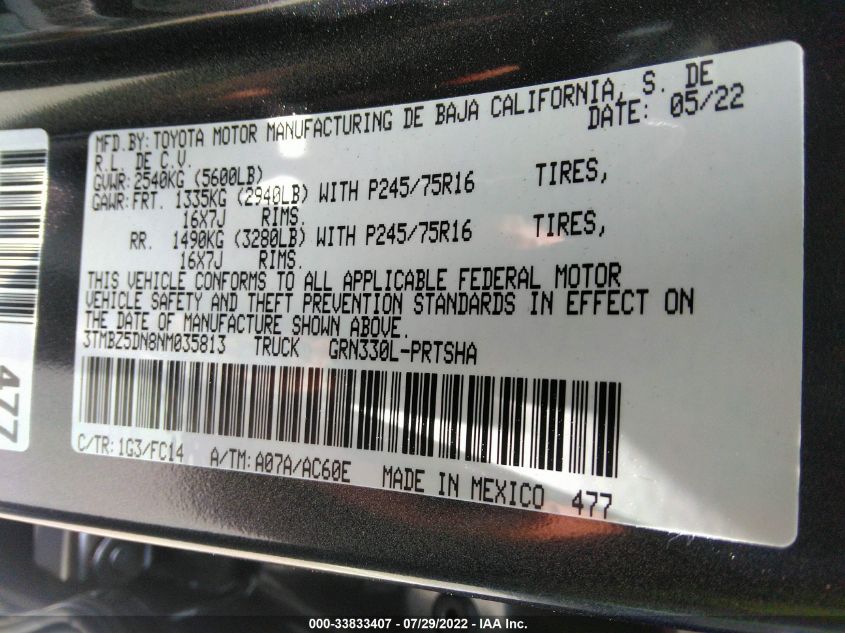 MFD.BY:TOYOTA MOTOR MANUFACTURING DE BAJA CALIFORNIA, S. DE
R.L. DE C.V. DATE: 05/22
GVWR:2540KG (5600LB)
GAWR:FRT. 1335KG (2940LB) WITH P245/75R16 TIRES,
16X7J RIMS.
RR. 1490KG (3280LB) WITH P245/75R16 TIRES,
16X7J RIMS.
THIS VEHICLE CONFORMS TO ALL APPLICABLE FEDERAL MOTOR
VEHICLE SAFETY AND THEFT PREVENTION STANDARDS IN EFFECT ON
THE DATE OF MANUFACTURE SHOWN ABOVE.
3TMBZ5DN8NM035813 TRUCK GRN330L-PRTSHA
C/TR:1G3/FC14 A/TM:A07A/AC60E MADE IN MEXICO 477
477
000-33833407 / 07/29/2022 - IAA Inc.